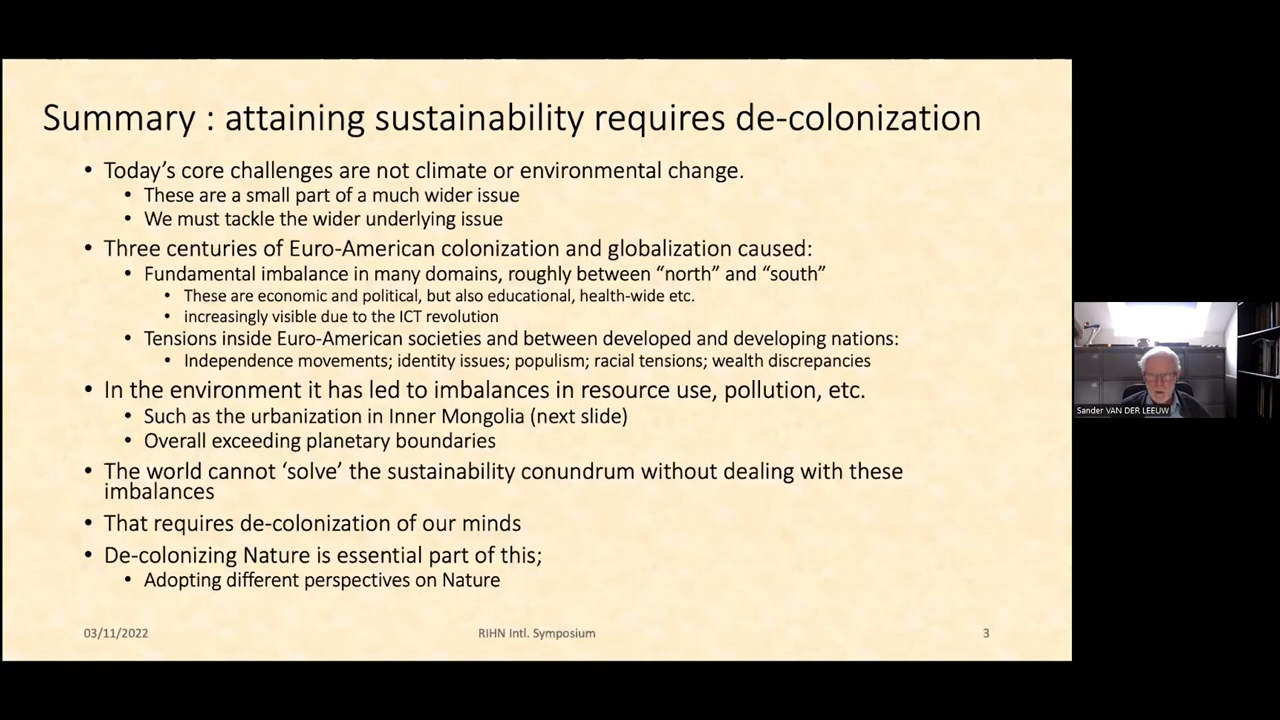 Summary : attaining sustainability requires de-colonization
• Today's core challenges are not climate or environmental change.
• These are a small part of a much wider issue
• We must tackle the wider underlying issue
• Three centuries of Euro-American colonization and globalization caused:
• Fundamental imbalance in many domains, roughly between “north” and “south”
• These are economic and political, but also educational, health-wide etc.
• increasingly visible due to the ICT revolution
• Tensions inside Euro-American societies and between developed and developing nations:
• Independence movements; identity issues; populism; racial tensions; wealth discrepancies
• In the environment it has led to imbalances in resource use, pollution, etc.
• Such as the urbanization in Inner Mongolia (next slide)
• Overall exceeding planetary boundaries
• The world cannot ‘solve’ the sustainability conundrum without dealing with these
imbalances
• That requires de-colonization of our minds
• De-colonizing Nature is essential part of this;
• Adopting different perspectives on Nature
03/11/2022
RIHN Intl. Symposium
3
Sander VAN DER LEEUW